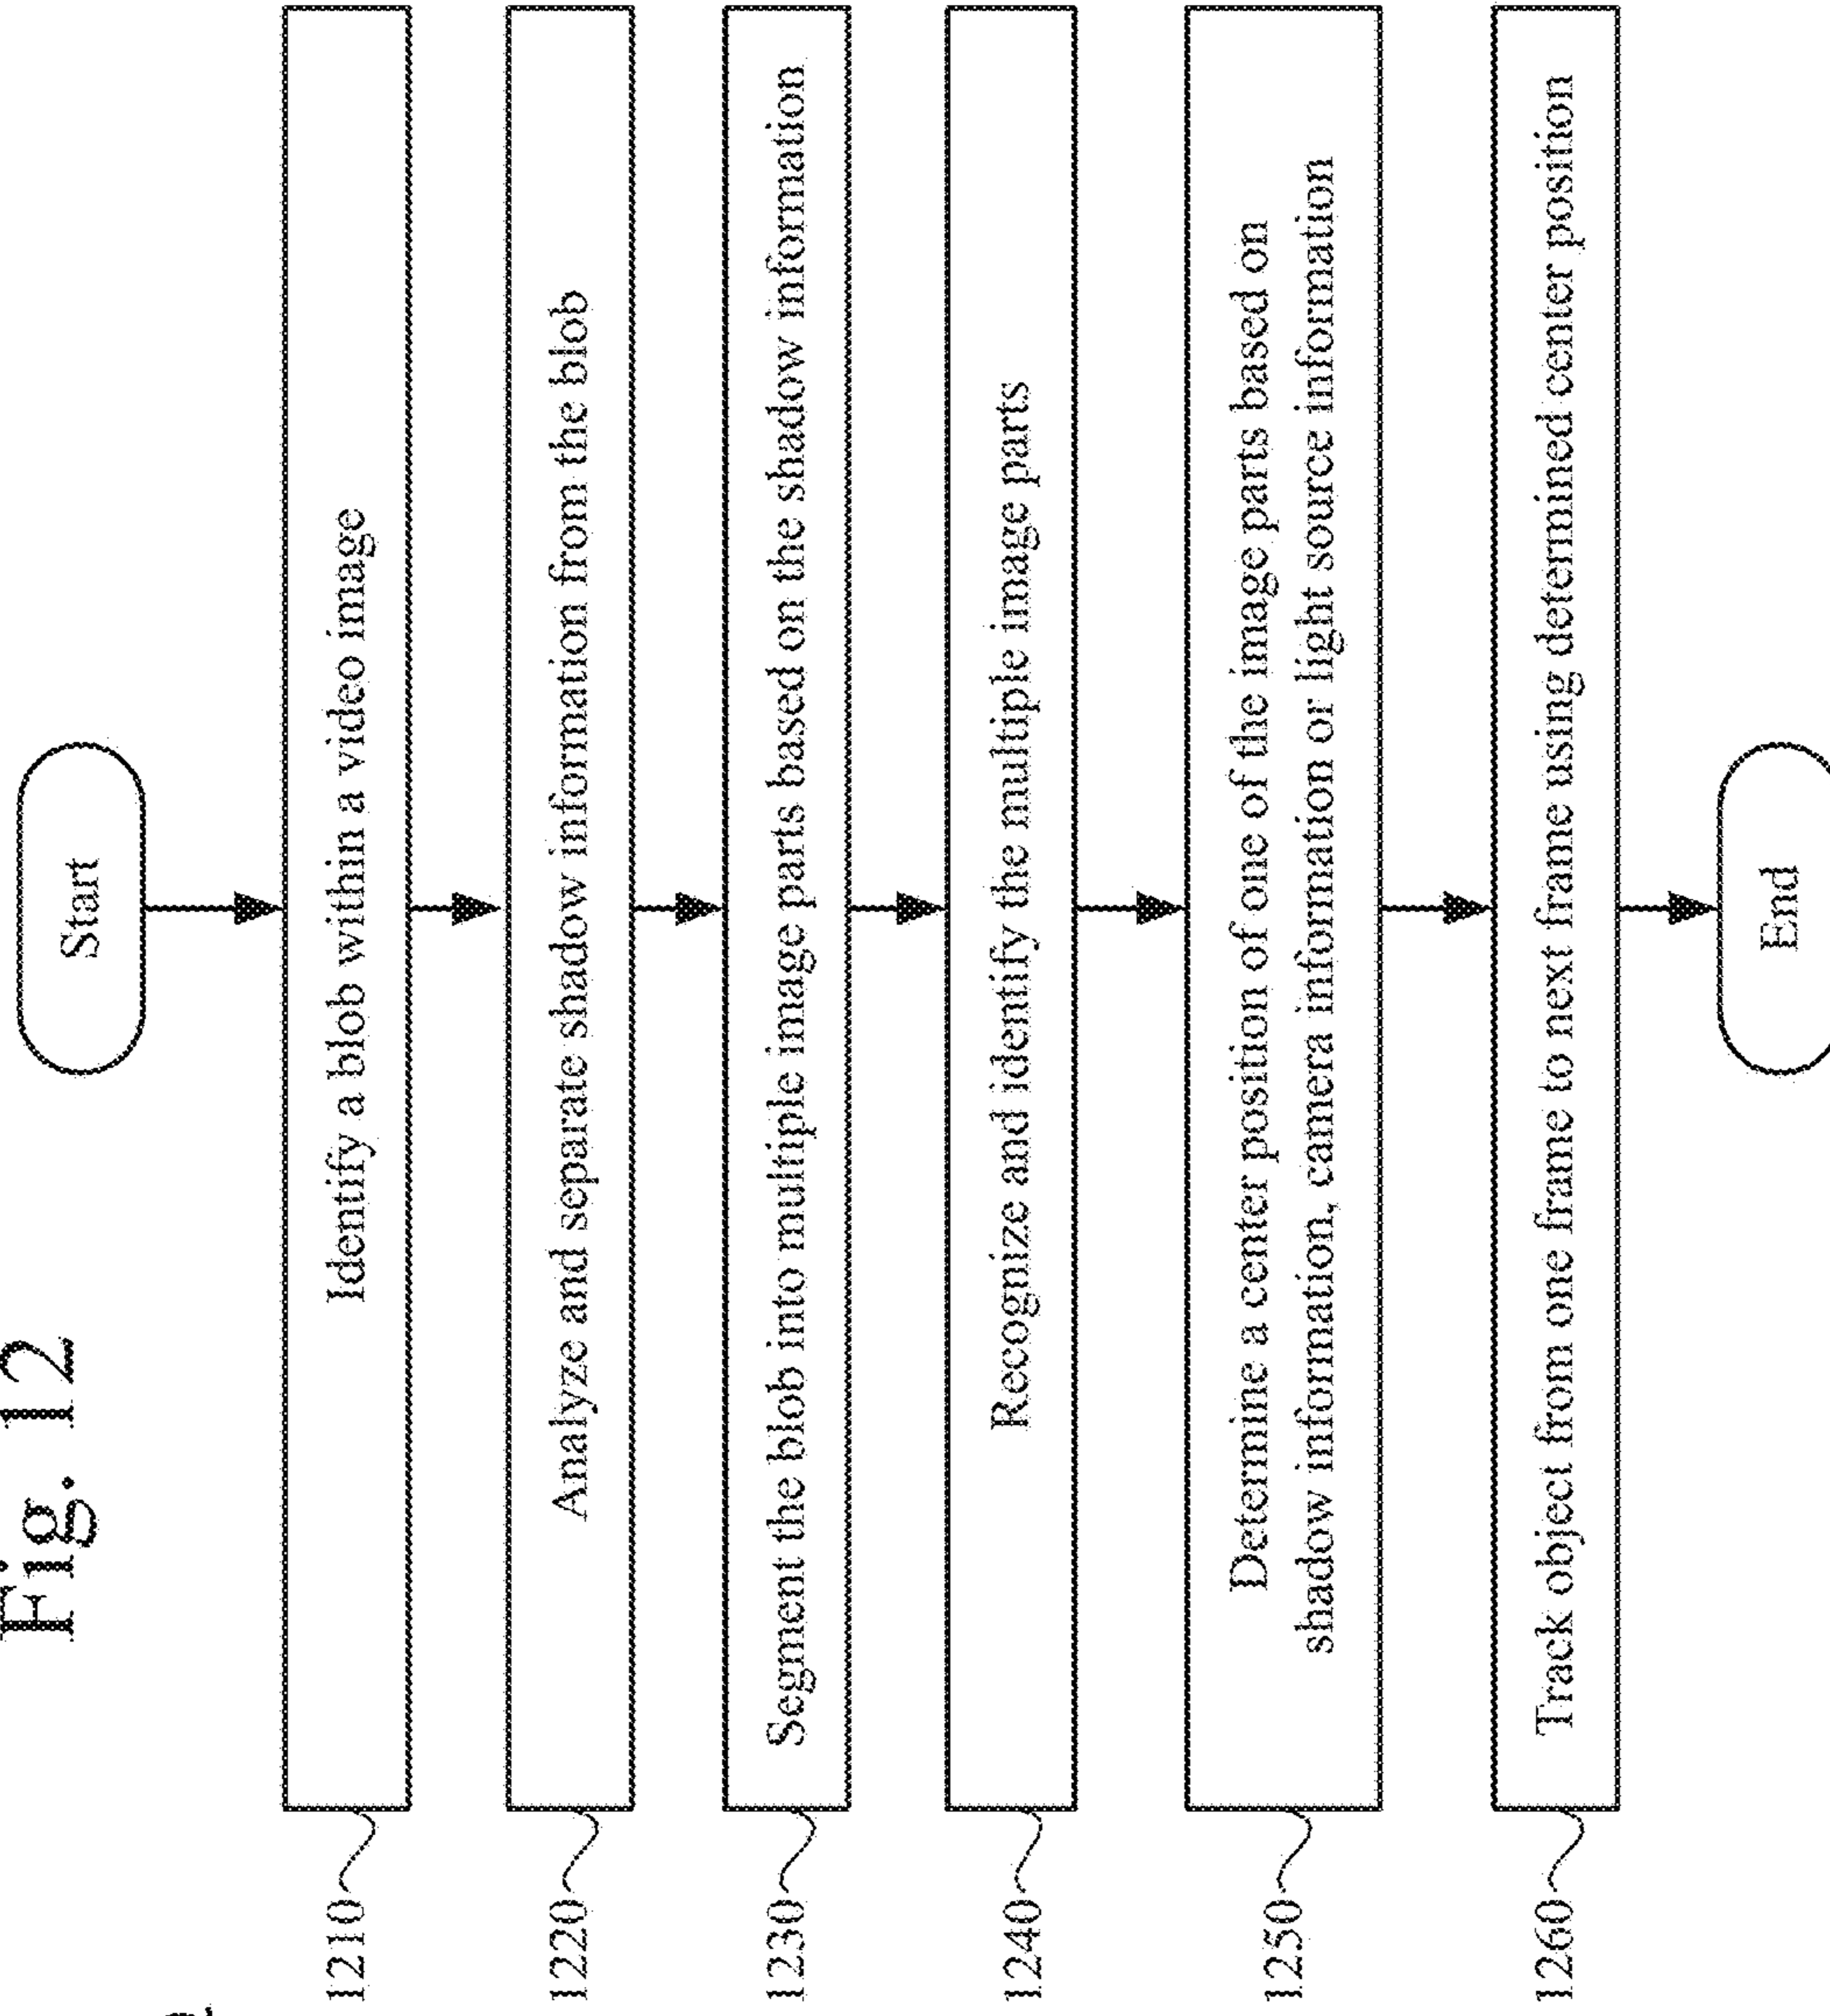 Fig. 12
Start
1210
Identify a blob within a video image
1220
Analyze and separate shadow information from the blob
1230
Segment the blob into multiple image parts based on the shadow information
1240
Recognize and identify the multiple image parts
1250
Determine a center position of one of the image parts based on
shadow information, camera information or light source information
1260
Track object from one frame to next frame using determined center position
End